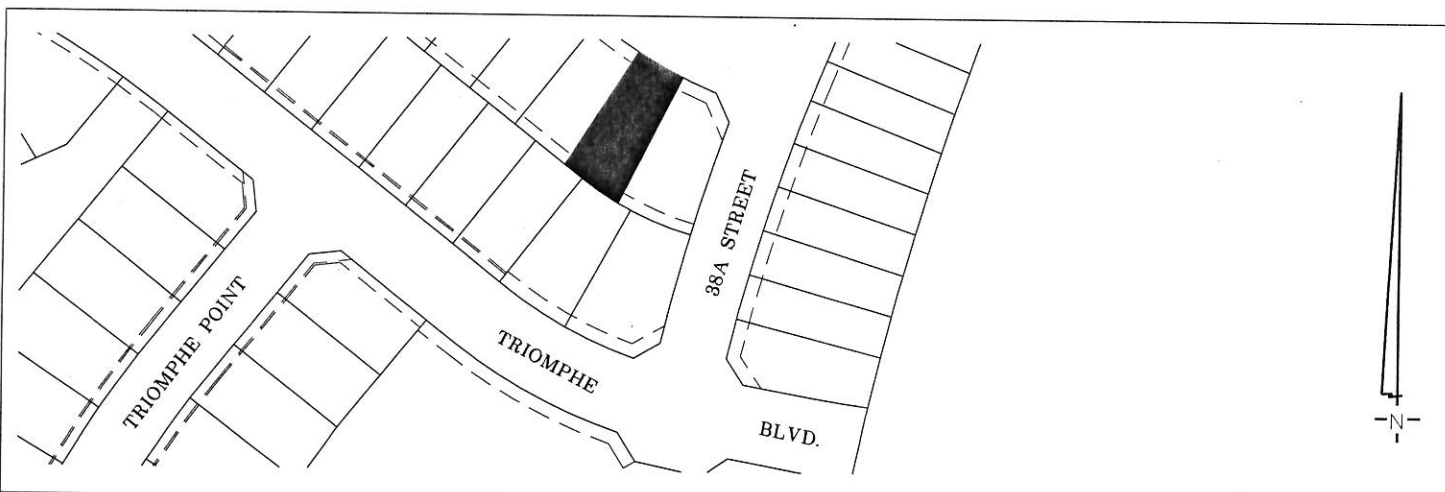 38A STREET
TRIOMPHE POINT
TRIOMPHE
BLVD.
N